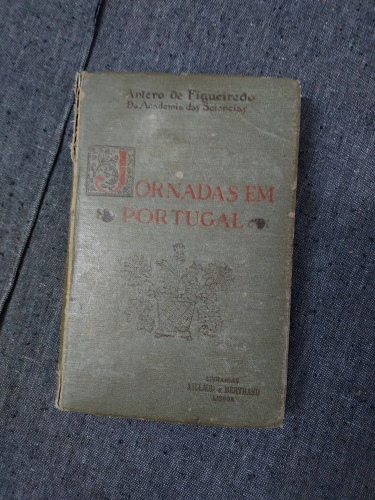 Antero de Figueiredo
Da Academia das Sciencias
JORNADAS EM
PORTUGAL
LIVRARIAS
AILLAUD e BERTRAND
LISBOA